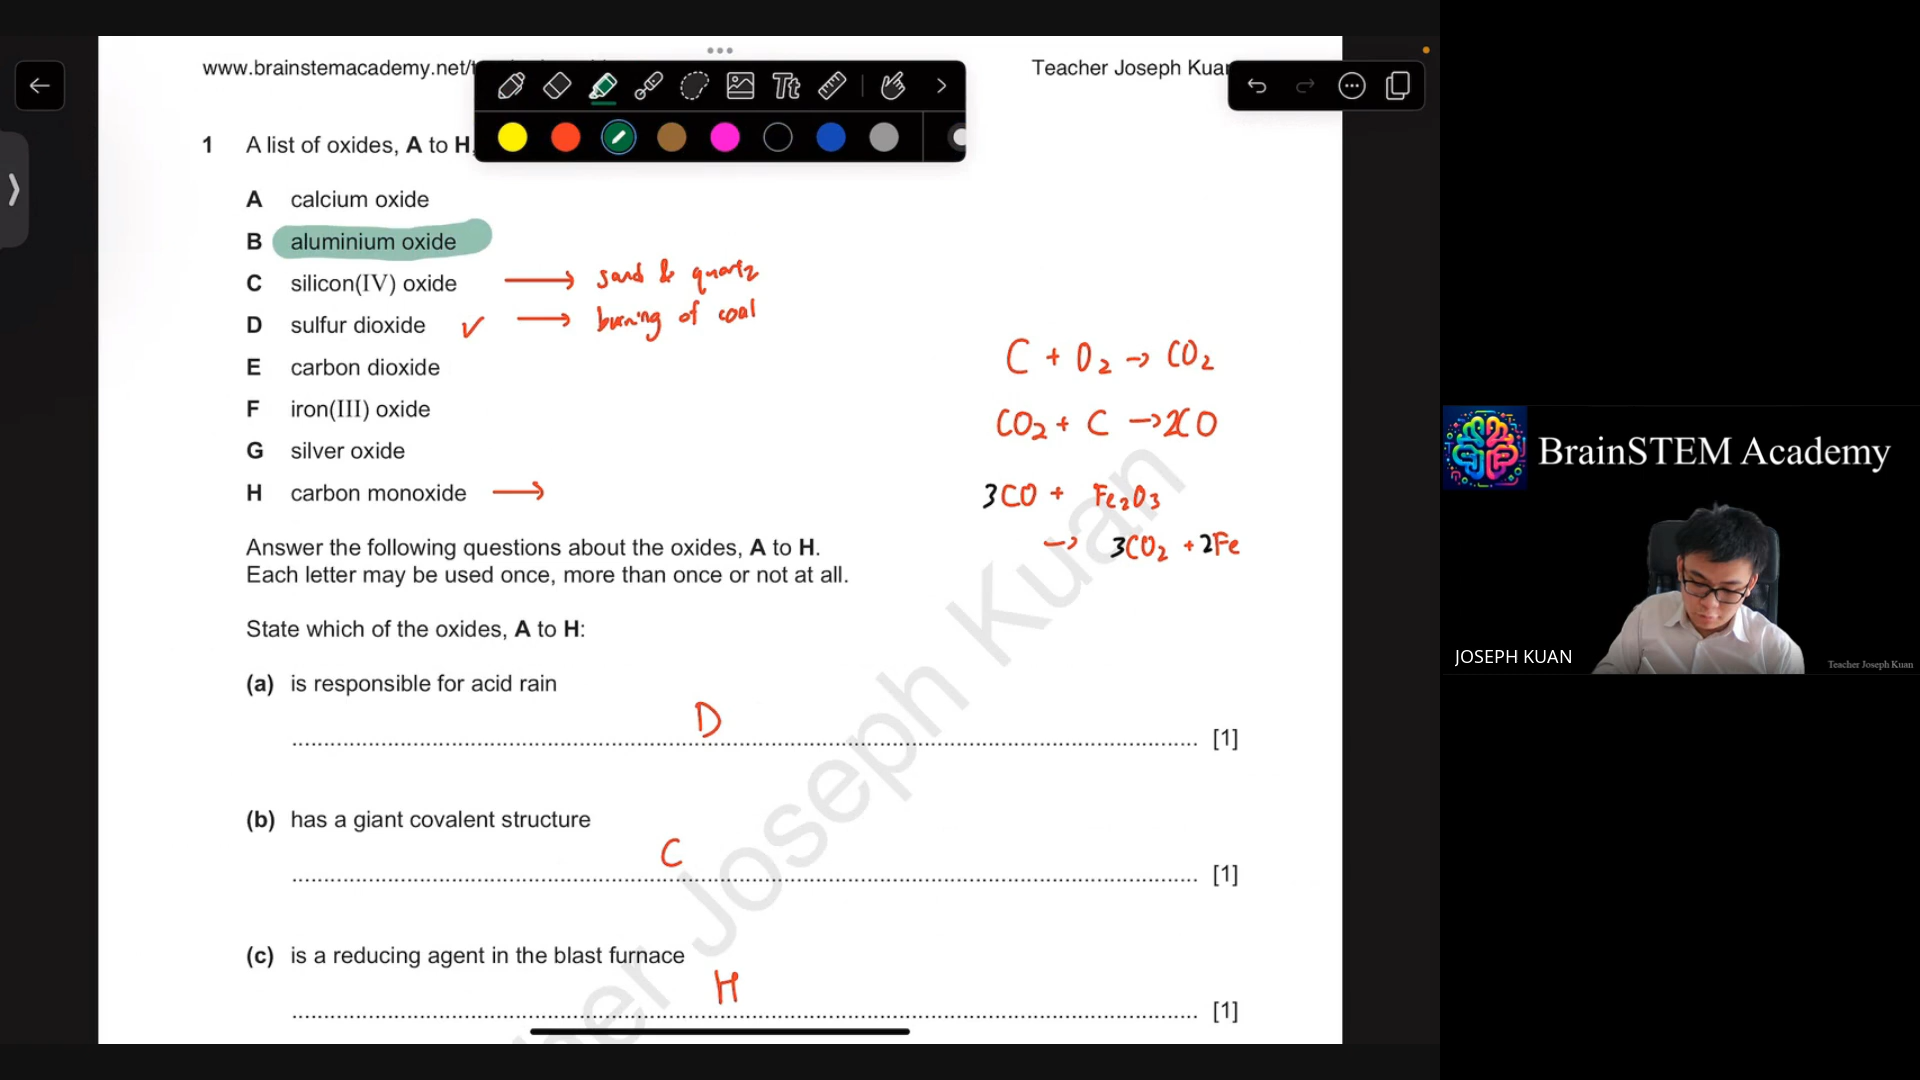 www.brainstemacademy.net/t
Teacher Joseph Kuan
1 A list of oxides, A to H,
A calcium oxide
B aluminium oxide
C silicon(IV) oxide → sand & quartz
D sulfur dioxide ✓ → burning of coal
E carbon dioxide
F iron(III) oxide
G silver oxide
H carbon monoxide →
C + O₂ → CO₂
CO₂ + C → 2CO
3CO + Fe₂O₃
→ 3CO₂ + 2Fe
Answer the following questions about the oxides, A to H.
Each letter may be used once, more than once or not at all.
State which of the oxides, A to H:
(a) is responsible for acid rain
D
[1]
(b) has a giant covalent structure
C
[1]
(c) is a reducing agent in the blast furnace
H
[1]
her Joseph Kuan
Tt
BrainSTEM Academy
JOSEPH KUAN
Teacher Joseph Kuan